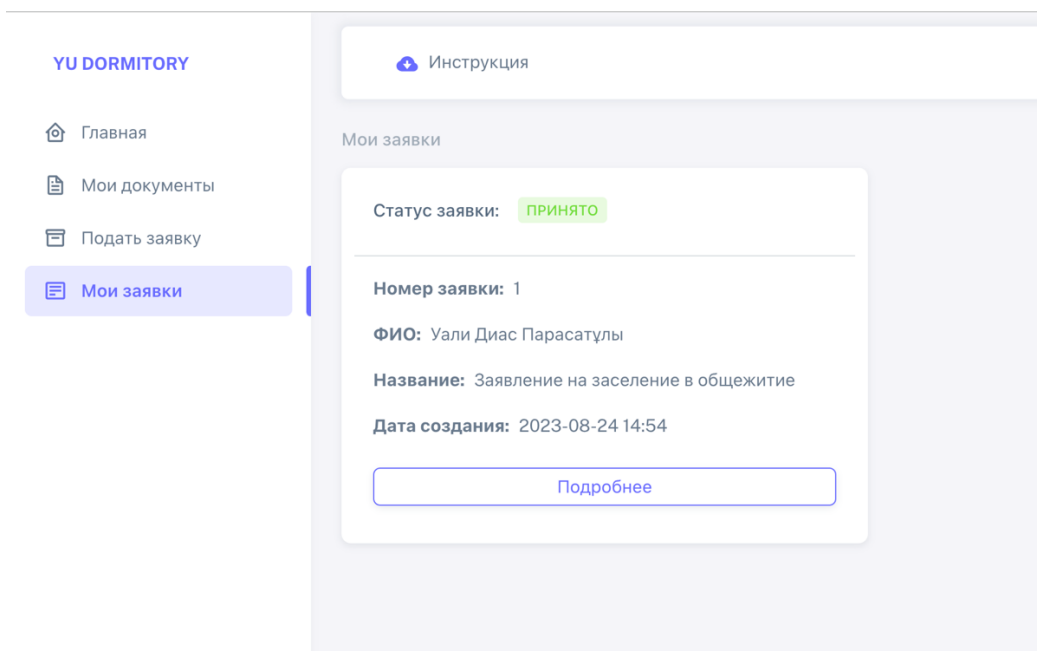 YU DORMITORY
Главная
Мои документы
Подать заявку
Мои заявки
Инструкция
Мои заявки
Статус заявки: ПРИНЯТО
Номер заявки: 1
ФИО: Уали Диас Парасатұлы
Название: Заявление на заселение в общежитие
Дата создания: 2023-08-24 14:54
Подробнее